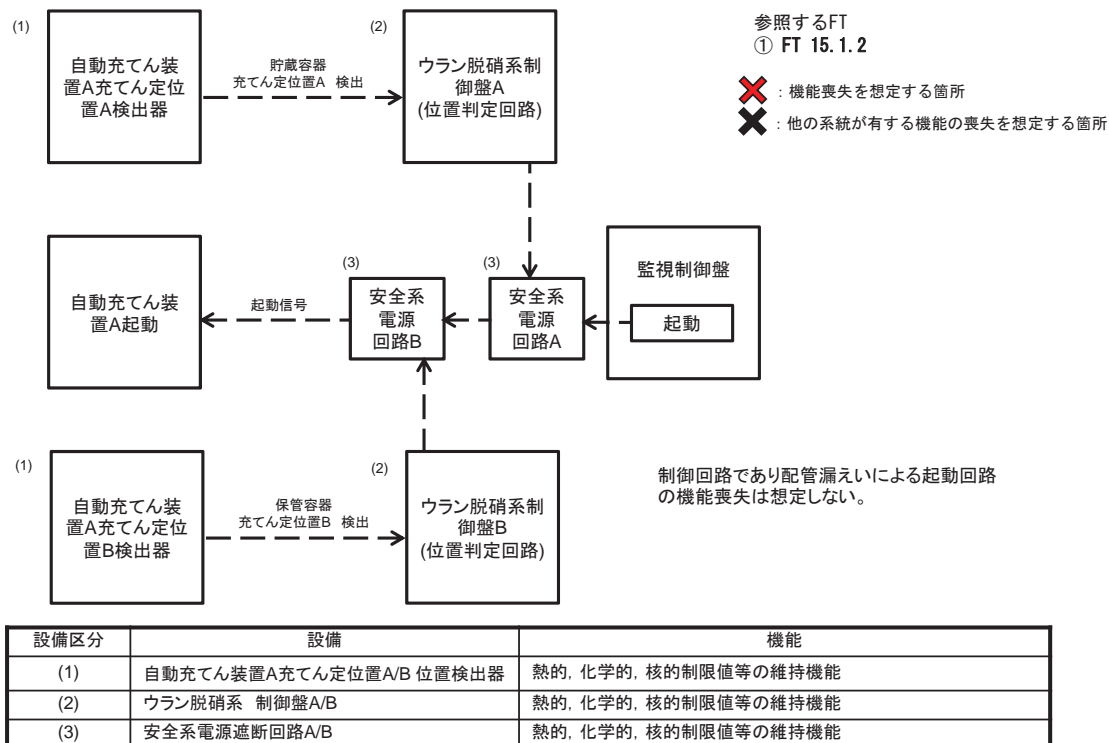 (1)
自動充てん装
置A充てん定位
置A検出器
貯蔵容器
充てん定位置A 検出
(2)
ウラン脱硝系制
御盤A
(位置判定回路)
参照するFT
① FT 15.1.2
：機能喪失を想定する箇所
：他の系統が有する機能の喪失を想定する箇所
自動充てん装
置A起動
起動信号
(3)
安全系
電源
回路B
(3)
安全系
電源
回路A
監視制御盤
起動
(1)
自動充てん装
置A充てん定位
置B検出器
保管容器
充てん定位置B 検出
(2)
ウラン脱硝系制
御盤B
(位置判定回路)
制御回路であり配管漏えいによる起動回路
の機能喪失は想定しない。
設備区分 設備 機能
(1) 自動充てん装置A充てん定位置A/B 位置検出器 熱的，化学的，核的制限値等の維持機能
(2) ウラン脱硝系 制御盤A/B 熱的，化学的，核的制限値等の維持機能
(3) 安全系電源遮断回路A/B 熱的，化学的，核的制限値等の維持機能